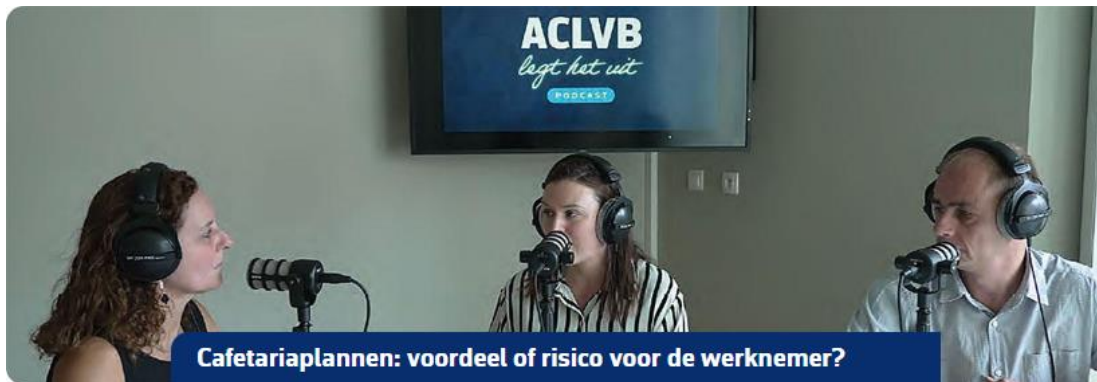 ACLVB
legt het uit
PODCAST
Cafetariaplannen: voordeel of risico voor de werknemer?